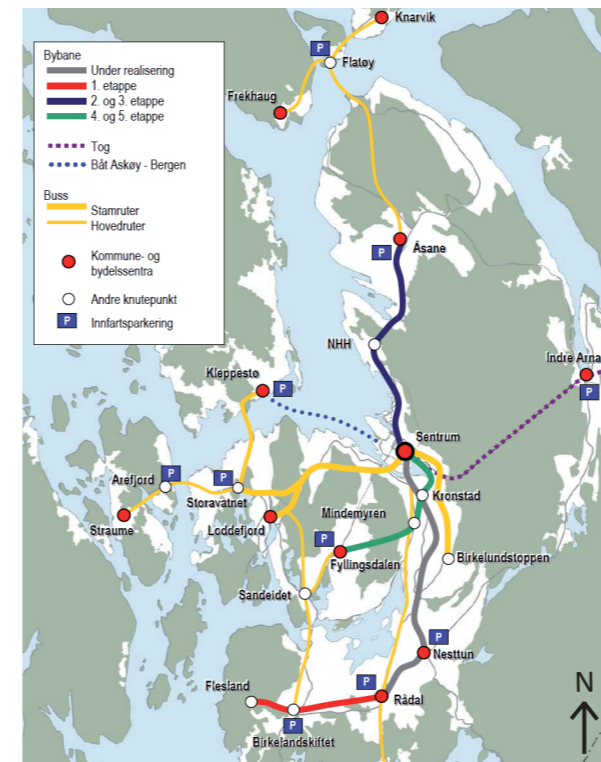 Knarvik
P
Flatøy
Frekhaug
Bybane
Under realisering
1. etappe
2. og 3. etappe
4. og 5. etappe
Tog
Båt Askøy - Bergen
Buss
Stamruter
Hovedruter
Kommune- og
bydelssentra
Andre knutepunkt
P
Innfartsparkering
P
Åsane
NHH
Indre Arna
P
Kleppestø
P
Sentrum
Arefjord
P
P
Storavatnet
Kronstad
Straume
Loddefjord
Mindemyren
P
Fyllingsdalen
Birkelundstoppen
Sandeidet
P
Nesttun
Flesland
P
Rådal
P
Birkelandskiftet
N